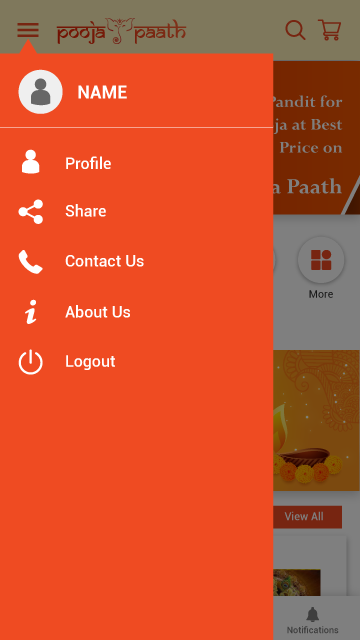 pooja paath
NAME
Pandit for
ja at Best
Price on
a Paath
Profile
Share
Contact Us
More
About Us
Logout
View All
Notifications